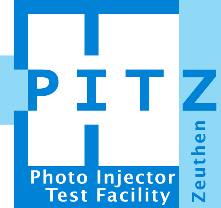 PITZ
Photo Injector
Test Facility
Zeuthen